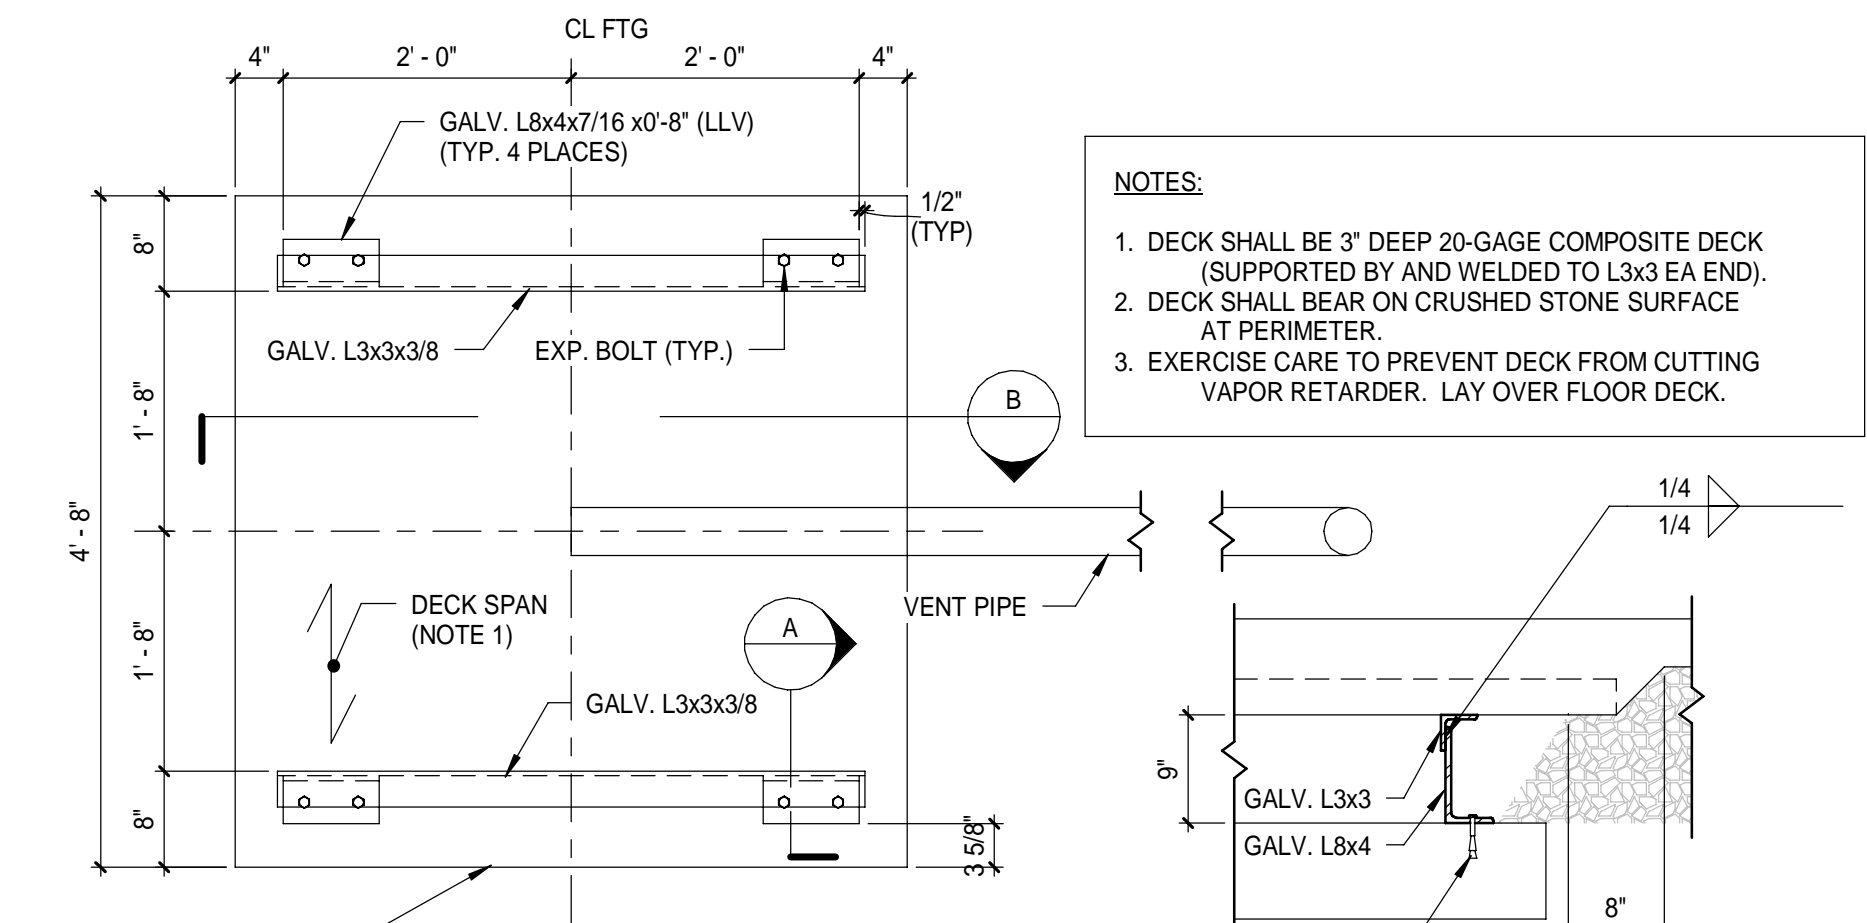 CL FTG
4" 2' - 0" 2' - 0" 4"
GALV. L8x4x7/16 x0'-8" (LLV)
(TYP. 4 PLACES)
1/2"
(TYP)
8"
GALV. L3x3x3/8
EXP. BOLT (TYP.)
1' - 8"
B
4' - 8"
VENT PIPE
DECK SPAN
(NOTE 1)
A
1' - 8"
GALV. L3x3x3/8
8"
3 5/8"
NOTES:
1. DECK SHALL BE 3" DEEP 20-GAGE COMPOSITE DECK
(SUPPORTED BY AND WELDED TO L3x3 EA END).
2. DECK SHALL BEAR ON CRUSHED STONE SURFACE
AT PERIMETER.
3. EXERCISE CARE TO PREVENT DECK FROM CUTTING
VAPOR RETARDER. LAY OVER FLOOR DECK.
1/4
1/4
9"
GALV. L3x3
GALV. L8x4
8"